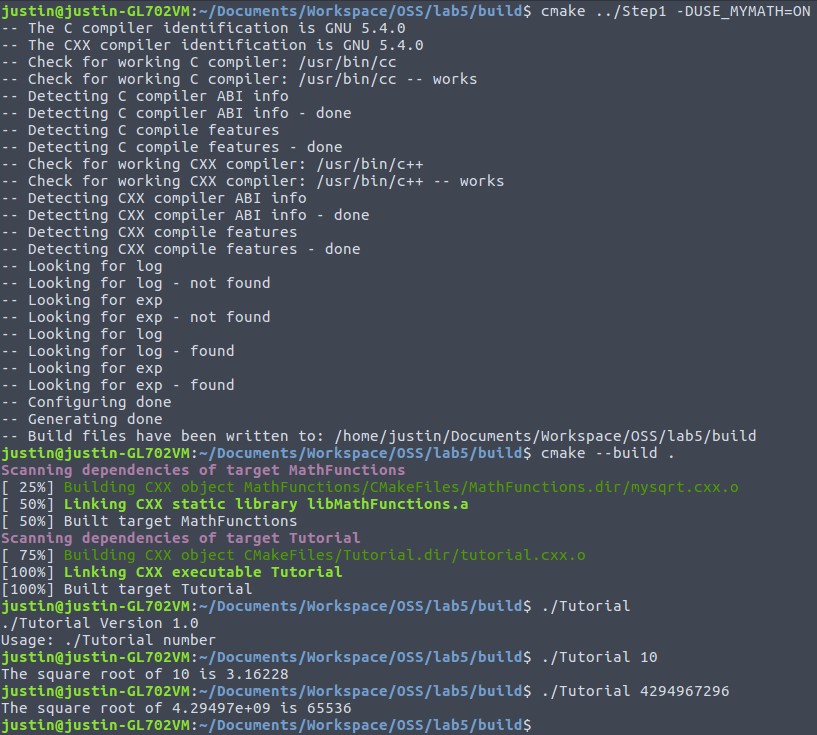 justin@justin-GL702VM:~/Documents/Workspace/OSS/lab5/build$ cmake ../Step1 -DUSE_MYMATH=ON
-- The C compiler identification is GNU 5.4.0
-- The CXX compiler identification is GNU 5.4.0
-- Check for working C compiler: /usr/bin/cc
-- Check for working C compiler: /usr/bin/cc -- works
-- Detecting C compiler ABI info
-- Detecting C compiler ABI info - done
-- Detecting C compile features
-- Detecting C compile features - done
-- Check for working CXX compiler: /usr/bin/c++
-- Check for working CXX compiler: /usr/bin/c++ -- works
-- Detecting CXX compiler ABI info
-- Detecting CXX compiler ABI info - done
-- Detecting CXX compile features
-- Detecting CXX compile features - done
-- Looking for log
-- Looking for log - not found
-- Looking for exp
-- Looking for exp - not found
-- Looking for log
-- Looking for log - found
-- Looking for exp
-- Looking for exp - found
-- Configuring done
-- Generating done
-- Build files have been written to: /home/justin/Documents/Workspace/OSS/lab5/build
justin@justin-GL702VM:~/Documents/Workspace/OSS/lab5/build$ cmake --build .
Scanning dependencies of target MathFunctions
[ 25%] Building CXX object MathFunctions/CMakeFiles/MathFunctions.dir/mysqrt.cxx.o
[ 50%] Linking CXX static library libMathFunctions.a
[ 50%] Built target MathFunctions
Scanning dependencies of target Tutorial
[ 75%] Building CXX object CMakeFiles/Tutorial.dir/tutorial.cxx.o
[100%] Linking CXX executable Tutorial
[100%] Built target Tutorial
justin@justin-GL702VM:~/Documents/Workspace/OSS/lab5/build$ ./Tutorial
./Tutorial Version 1.0
Usage: ./Tutorial number
justin@justin-GL702VM:~/Documents/Workspace/OSS/lab5/build$ ./Tutorial 10
The square root of 10 is 3.16228
justin@justin-GL702VM:~/Documents/Workspace/OSS/lab5/build$ ./Tutorial 4294967296
The square root of 4.29497e+09 is 65536
justin@justin-GL702VM:~/Documents/Workspace/OSS/lab5/build$